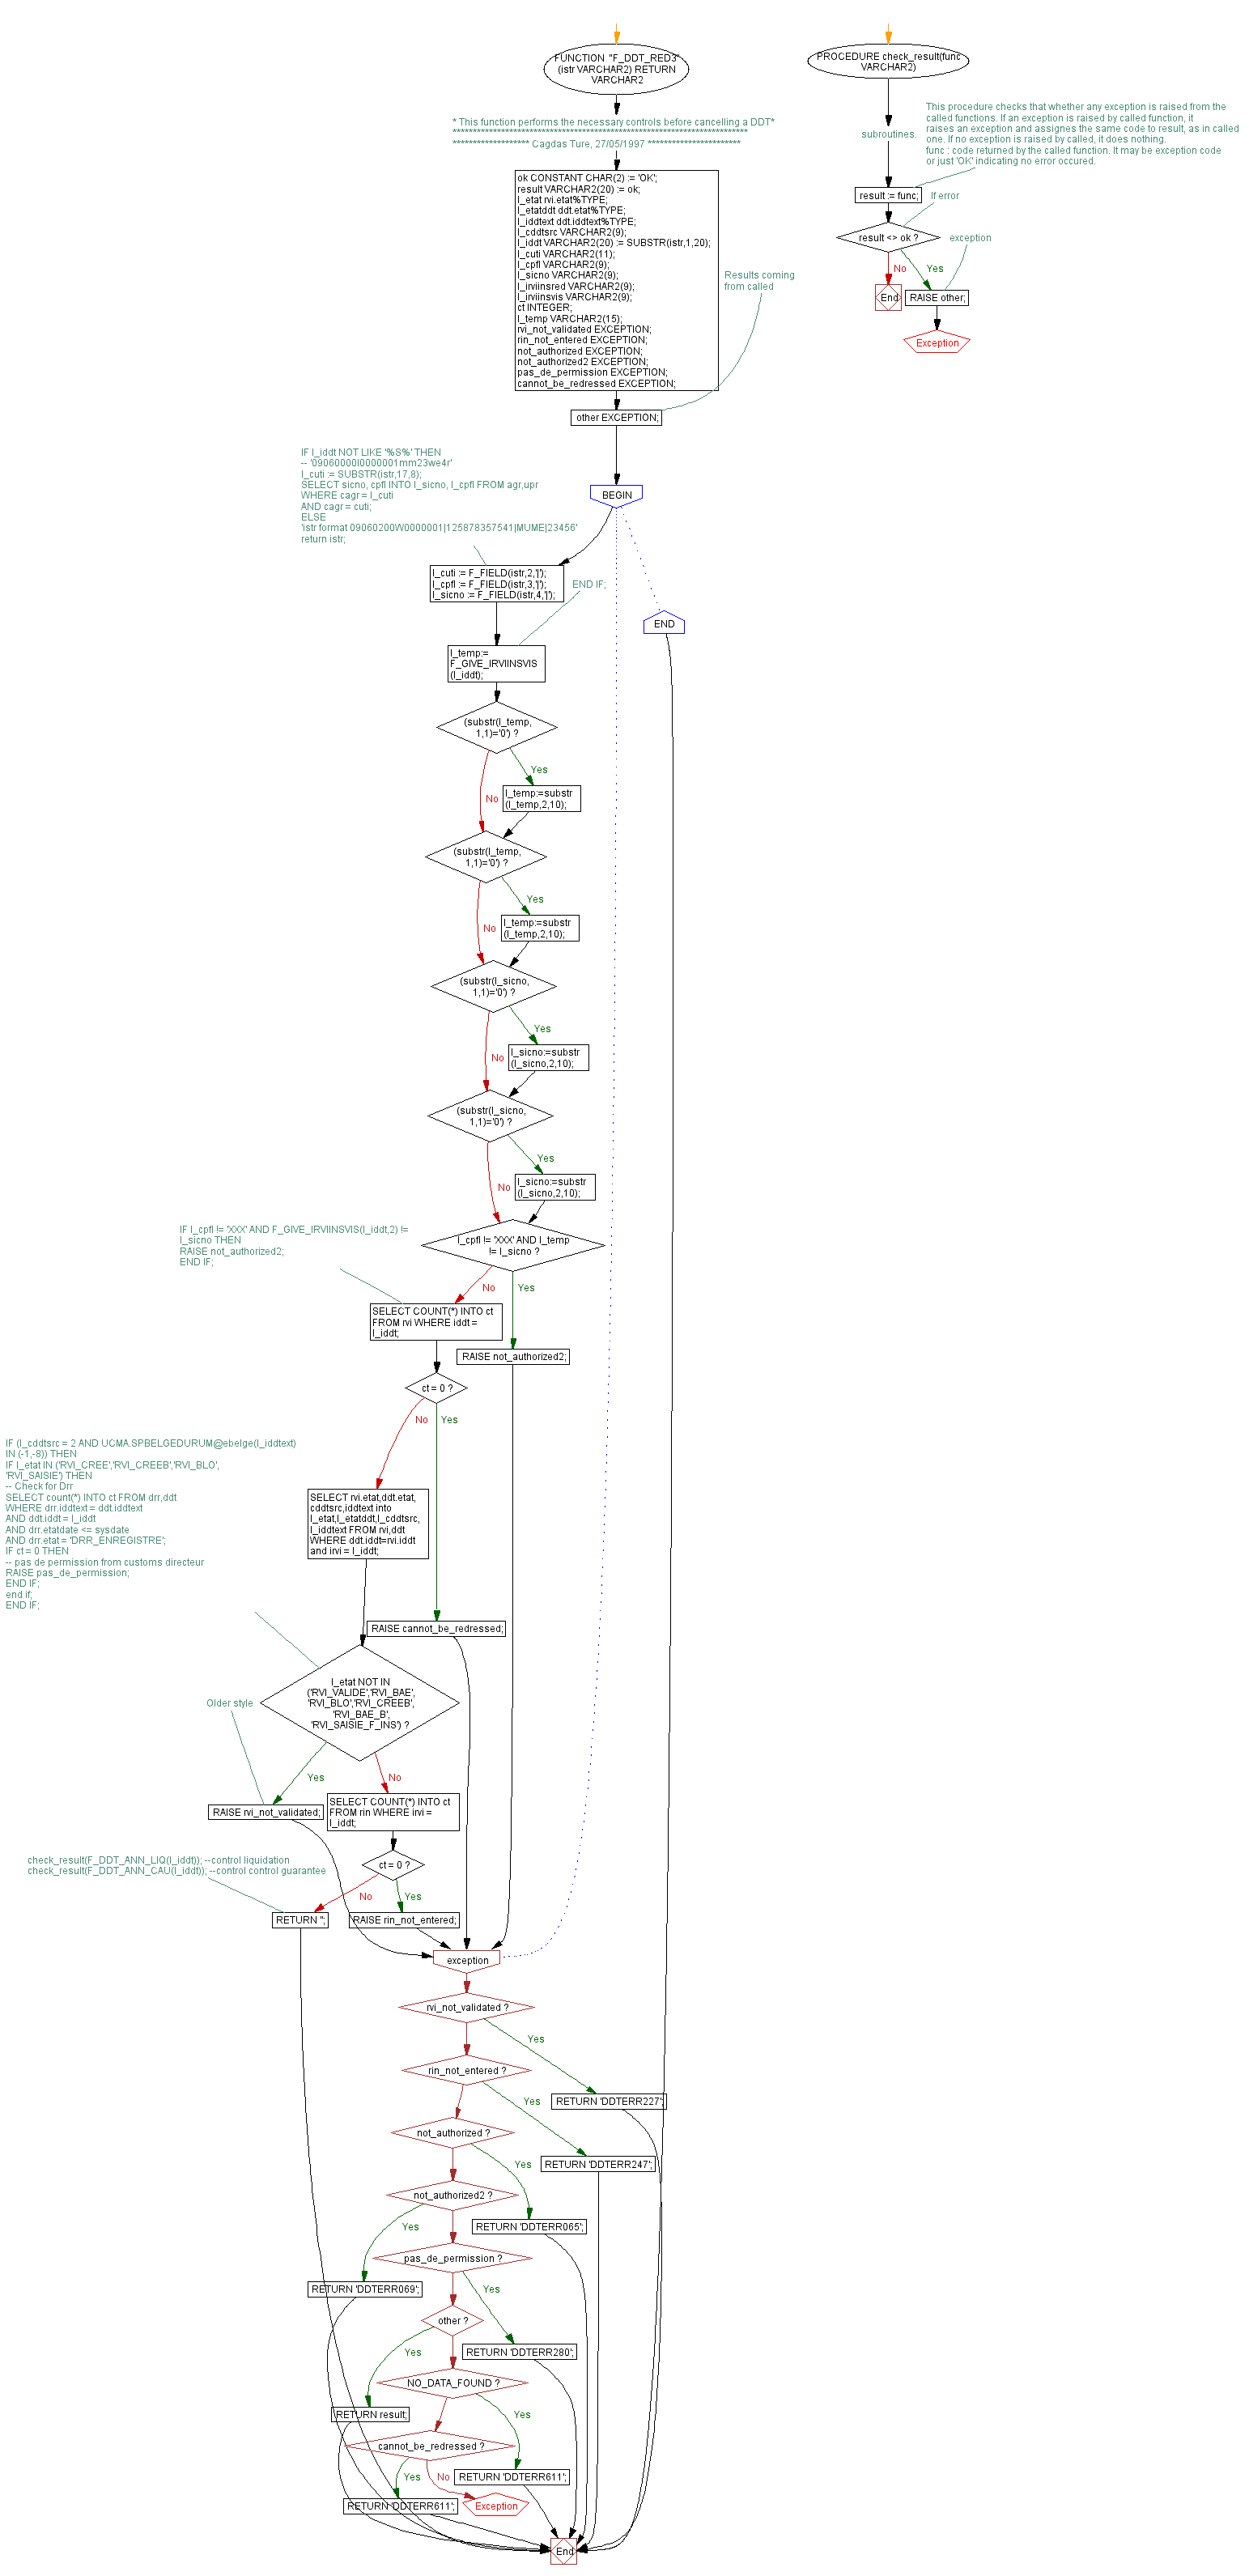 FUNCTION "F_DDT_RED3"
(istr VARCHAR2) RETURN
VARCHAR2
* This function performs the necessary controls before cancelling a DDT*
*************************************************************************
******************* Cagdas Ture, 27/05/1997 ***********************
ok CONSTANT CHAR(2) := 'OK';
result VARCHAR2(20) := ok;
l_etat rvi.etat%TYPE;
l_etatddt ddt.etat%TYPE;
l_iddtext ddt.iddtext%TYPE;
l_cddtsrc VARCHAR2(9);
l_iddt VARCHAR2(20) := SUBSTR(istr,1,20);
l_cuti VARCHAR2(11);
l_cpfl VARCHAR2(9);
l_sicno VARCHAR2(9);
l_irviinsred VARCHAR2(9);
l_irviinsvis VARCHAR2(9);
ct INTEGER;
l_temp VARCHAR2(15);
rvi_not_validated EXCEPTION;
rin_not_entered EXCEPTION;
not_authorized EXCEPTION;
not_authorized2 EXCEPTION;
pas_de_permission EXCEPTION;
cannot_be_redressed EXCEPTION;
Results coming
from called
other EXCEPTION;
PROCEDURE check_result(func
VARCHAR2)
This procedure checks that whether any exception is raised from the
called functions. If an exception is raised by called function, it
raises an exception and assignes the same code to result, as in called
one. If no exception is raised by called, it does nothing.
func : code returned by the called function. It may be exception code
or just 'OK' indicating no error occured.
subroutines.
result := func;
If error
result <> ok ?
exception
No
Yes
End
RAISE other;
Exception
IF l_iddt NOT LIKE '%S%' THEN
-- '09060000I0000001mm23we4r'
l_cuti := SUBSTR(istr,17,8);
SELECT sicno, cpfl INTO l_sicno, l_cpfl FROM agr,upr
WHERE cagr = l_cuti
AND cagr = cuti;
ELSE
'istr format 09060200W0000001|125878357541|MUME|23456'
return istr;
BEGIN
l_cuti := F_FIELD(istr,2,'|');
l_cpfl := F_FIELD(istr,3,'|');
l_sicno := F_FIELD(istr,4,'|');
END IF;
END
l_temp:=
F_GIVE_IRVIINSVIS
(l_iddt);
(substr(l_temp,
1,1)='0') ?
Yes
No
l_temp:=substr
(l_temp,2,10);
(substr(l_temp,
1,1)='0') ?
Yes
No
l_temp:=substr
(l_temp,2,10);
(substr(l_sicno,
1,1)='0') ?
Yes
No
l_sicno:=substr
(l_sicno,2,10);
(substr(l_sicno,
1,1)='0') ?
Yes
No
l_sicno:=substr
(l_sicno,2,10);
IF l_cpfl != 'XXX' AND F_GIVE_IRVIINSVIS(l_iddt,2) !=
l_sicno THEN
RAISE not_authorized2;
END IF;
l_cpfl != 'XXX' AND l_temp
!= l_sicno ?
No
Yes
SELECT COUNT(*) INTO ct
FROM rvi WHERE iddt =
l_iddt;
RAISE not_authorized2;
ct = 0 ?
No
Yes
IF (l_cddtsrc = 2 AND UCMA.SPBELGEDURUM@ebelge(l_iddtext)
IN (-1,-8)) THEN
IF l_etat IN ('RVI_CREE','RVI_CREEB','RVI_BLO',
'RVI_SAISIE') THEN
-- Check for Drr
SELECT count(*) INTO ct FROM drr,ddt
WHERE drr.iddtext = ddt.iddtext
AND ddt.iddt = l_iddt
AND drr.etatdate <= sysdate
AND drr.etat = 'DRR_ENREGISTRE';
IF ct = 0 THEN
-- pas de permission from customs directeur
RAISE pas_de_permission;
END IF;
end if;
END IF;
SELECT rvi.etat,ddt.etat,
cddtsrc,iddtext into
l_etat,l_etatddt,l_cddtsrc,
l_iddtext FROM rvi,ddt
WHERE ddt.iddt=rvi.iddt
and irvi = l_iddt;
RAISE cannot_be_redressed;
l_etat NOT IN
('RVI_VALIDE','RVI_BAE',
'RVI_BLO','RVI_CREEB',
'RVI_BAE_B',
'RVI_SAISIE_F_INS') ?
Older style
Yes
No
RAISE rvi_not_validated;
SELECT COUNT(*) INTO ct
FROM rin WHERE irvi =
l_iddt;
check_result(F_DDT_ANN_LIQ(l_iddt)); --control liquidation
check_result(F_DDT_ANN_CAU(l_iddt)); --control control guarantee
ct = 0 ?
No
Yes
RETURN '';
RAISE rin_not_entered;
exception
rvi_not_validated ?
Yes
rin_not_entered ?
RETURN 'DDTERR227';
Yes
not_authorized ?
RETURN 'DDTERR247';
Yes
not_authorized2 ?
Yes
RETURN 'DDTERR065';
pas_de_permission ?
RETURN 'DDTERR069';
Yes
other ?
Yes
RETURN 'DDTERR280';
NO_DATA_FOUND ?
RETURN result;
Yes
cannot_be_redressed ?
Yes
No
RETURN 'DDTERR611';
RETURN 'DDTERR611';
Exception
End